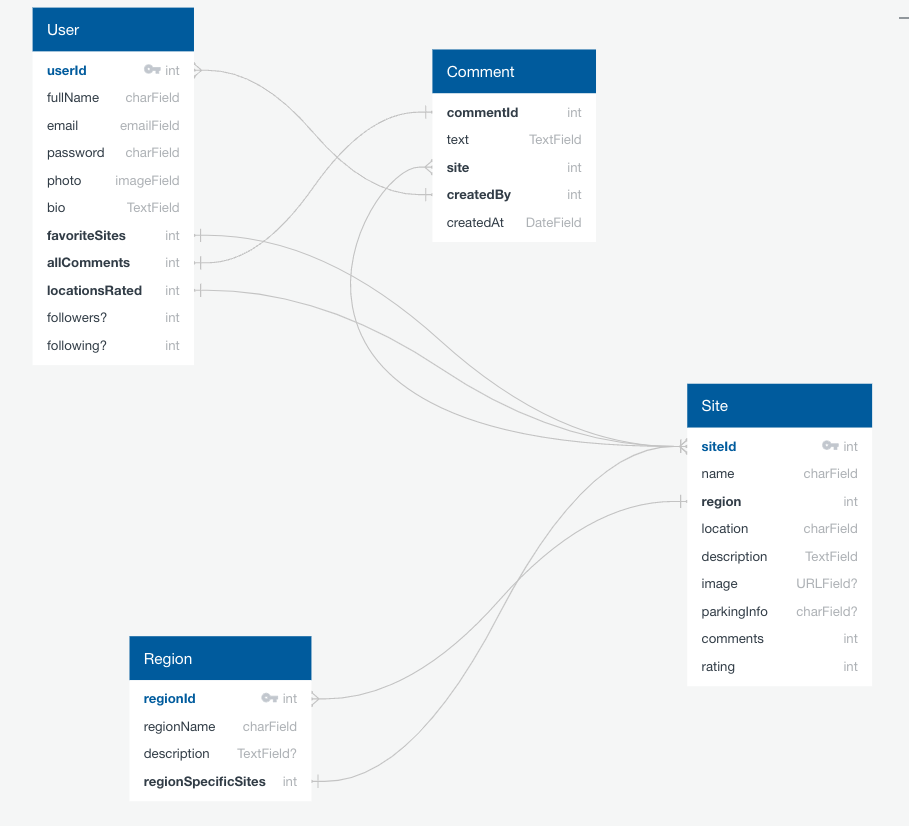 User
userId int
fullName charField
email emailField
password charField
photo imageField
bio TextField
favoriteSites int
allComments int
locationsRated int
followers? int
following? int
Comment
commentId int
text TextField
site int
createdBy int
createdAt DateField
Site
siteId int
name charField
region int
location charField
description TextField
image URLField?
parkingInfo charField?
comments int
rating int
Region
regionId int
regionName charField
description TextField?
regionSpecificSites int